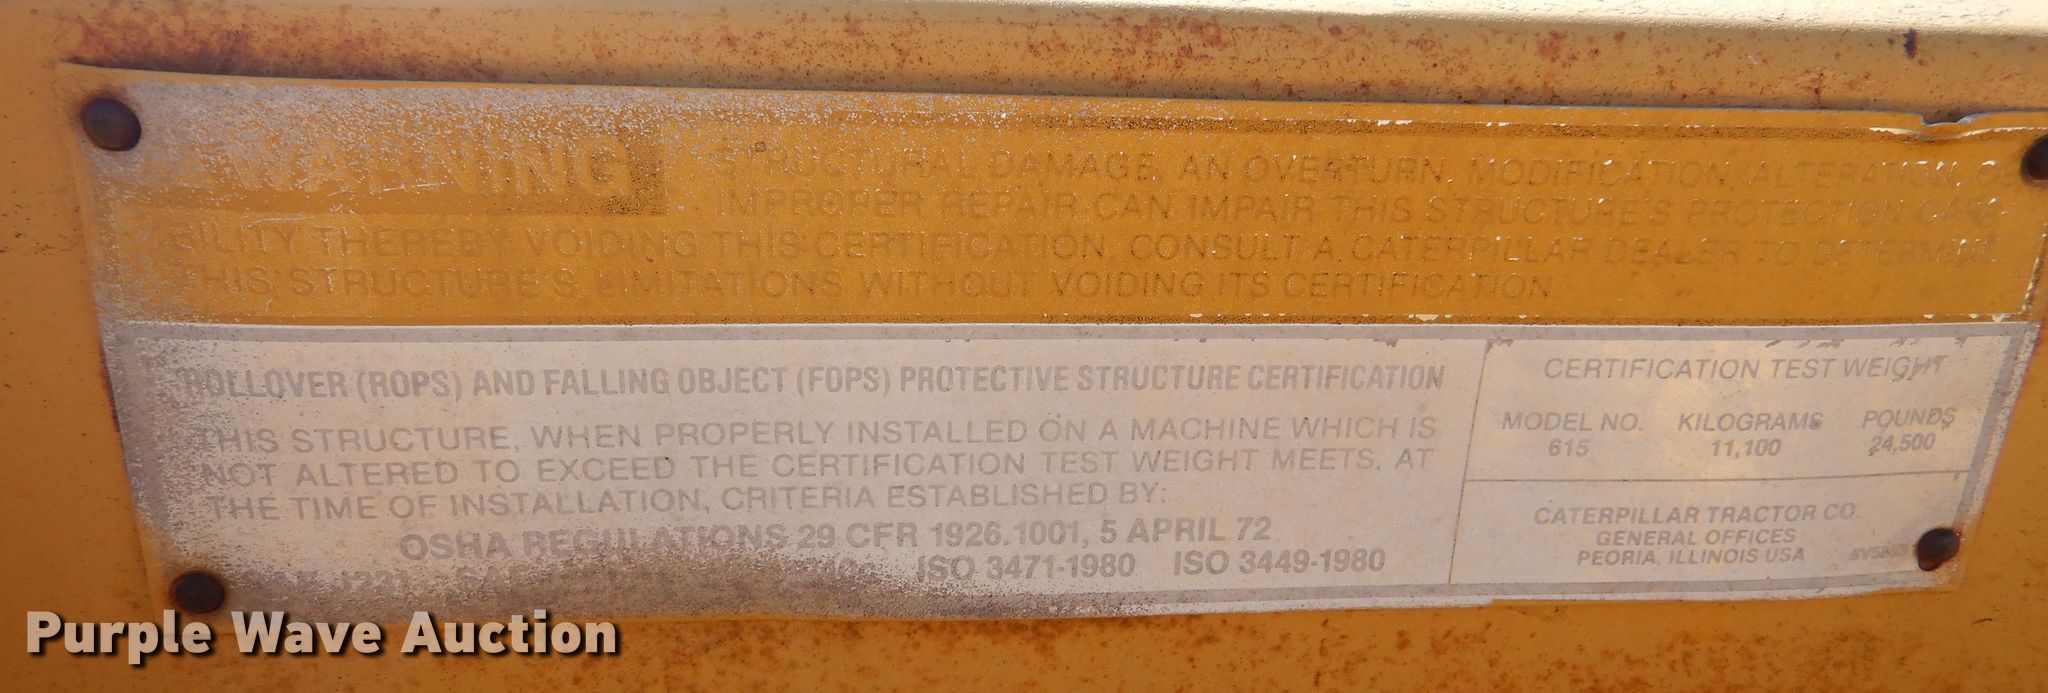 WARNING
STRUCTURAL DAMAGE, AN OVERTURN, MODIFICATION, ALTERATION,
IMPROPER REPAIR CAN IMPAIR THIS STRUCTURE'S PROTECTION
BILITY THEREBY VOIDING THIS CERTIFICATION. CONSULT A CATERPILLAR DEALER TO DETERMINE
THIS STRUCTURE'S LIMITATIONS WITHOUT VOIDING ITS CERTIFICATION
ROLLOVER (ROPS) AND FALLING OBJECT (FOPS) PROTECTIVE STRUCTURE CERTIFICATION
THIS STRUCTURE, WHEN PROPERLY INSTALLED ON A MACHINE WHICH IS
NOT ALTERED TO EXCEED THE CERTIFICATION TEST WEIGHT MEETS, AT
THE TIME OF INSTALLATION, CRITERIA ESTABLISHED BY:
OSHA REGULATIONS 29 CFR 1926.1001, 5 APRIL 72
ISO 3471-1980 ISO 3449-1980
CERTIFICATION TEST WEIGHT
MODEL NO. KILOGRAMS POUNDS
615 11,100 24,500
CATERPILLAR TRACTOR CO.
GENERAL OFFICES
PEORIA, ILLINOIS USA
Purple Wave Auction